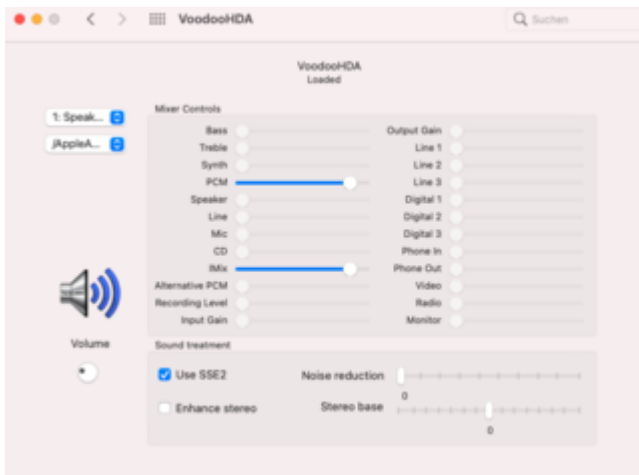 VoodooHDA
Suchen
VoodooHDA
Loaded
1: Speak...
Mixer Controls
Bass
Treble
Synth
PCM
Speaker
Line
Mic
CD
IMix
Alternative PCM
Recording Level
Input Gain
Output Gain
Line 1
Line 2
Line 3
Digital 1
Digital 2
Digital 3
Phone In
Phone Out
Video
Radio
Monitor
Volume
Sound treatment
Use SSE2
Noise reduction
0
Enhance stereo
Stereo base
0